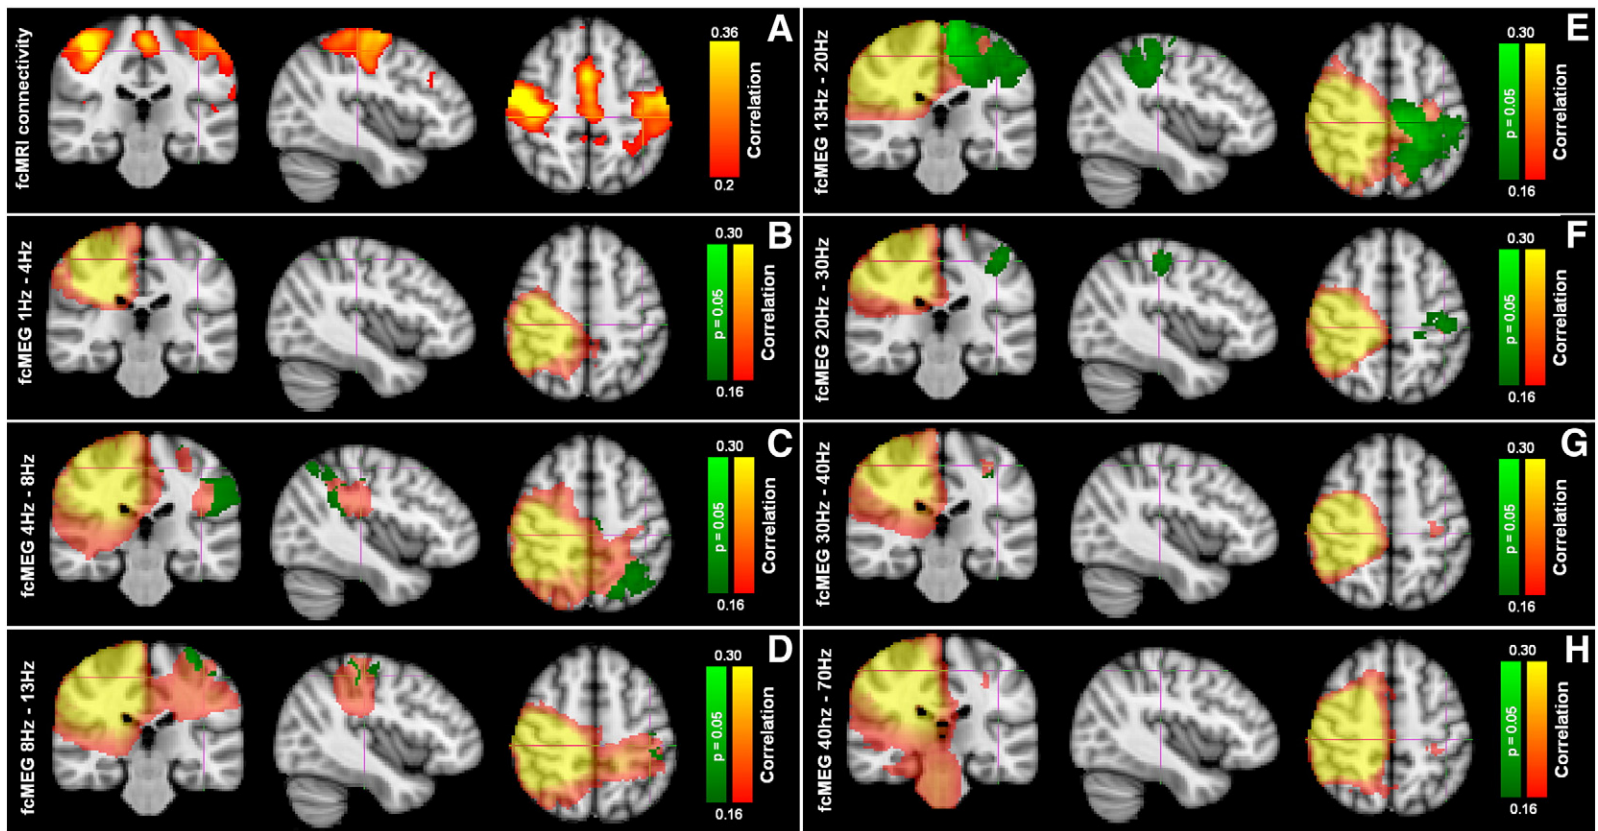 fcMRI connectivity
A
0.36
Correlation
0.2
fcMEG 1Hz - 4Hz
B
0.30
p = 0.05
Correlation
0.16
fcMEG 4Hz - 8Hz
C
0.30
p = 0.05
Correlation
0.16
fcMEG 8Hz - 13Hz
D
0.30
p = 0.05
Correlation
0.16
fcMEG 13Hz - 20Hz
E
0.30
p = 0.05
Correlation
0.16
fcMEG 20Hz - 30Hz
F
0.30
p = 0.05
Correlation
0.16
fcMEG 30Hz - 40Hz
G
0.30
p = 0.05
Correlation
0.16
fcMEG 40hz - 70Hz
H
0.30
p = 0.05
Correlation
0.16